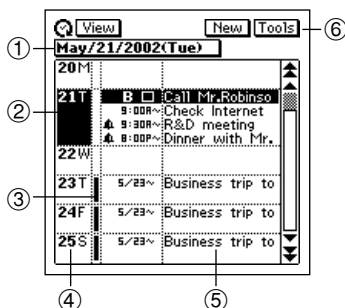 View New Tools ⑥
① May/21/2002(Tue)
20M
② 21T B Call Mr.Robinso
9:00A~ Check Internet
9:30A~ R&D meeting
8:00P~ Dinner with Mr.
22W
③ 23T 5/23~ Business trip to
24F 5/23~ Business trip to
25S 5/23~ Business trip to
④ ⑤